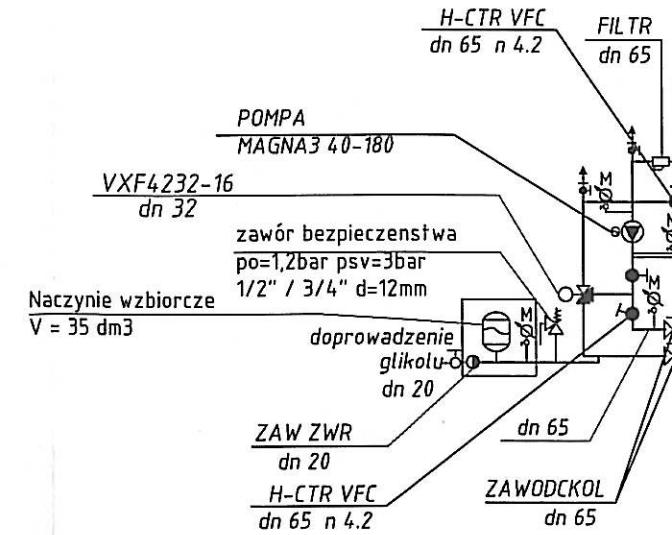 H-CTR VFC
dn 65 n 4.2
FILTR
dn 65
POMPA
MAGNA3 40-180
M
VXF4232-16
dn 32
zawór bezpieczenstwa
po=1,2bar psv=3bar
1/2" / 3/4" d=12mm
Naczynie wzbiorcze
V = 35 dm3
M
M
doprowadzenie
glikolu
dn 20
ZAW ZWR
dn 20
dn 65
H-CTR VFC
dn 65 n 4.2
ZAWODCKOL
dn 65